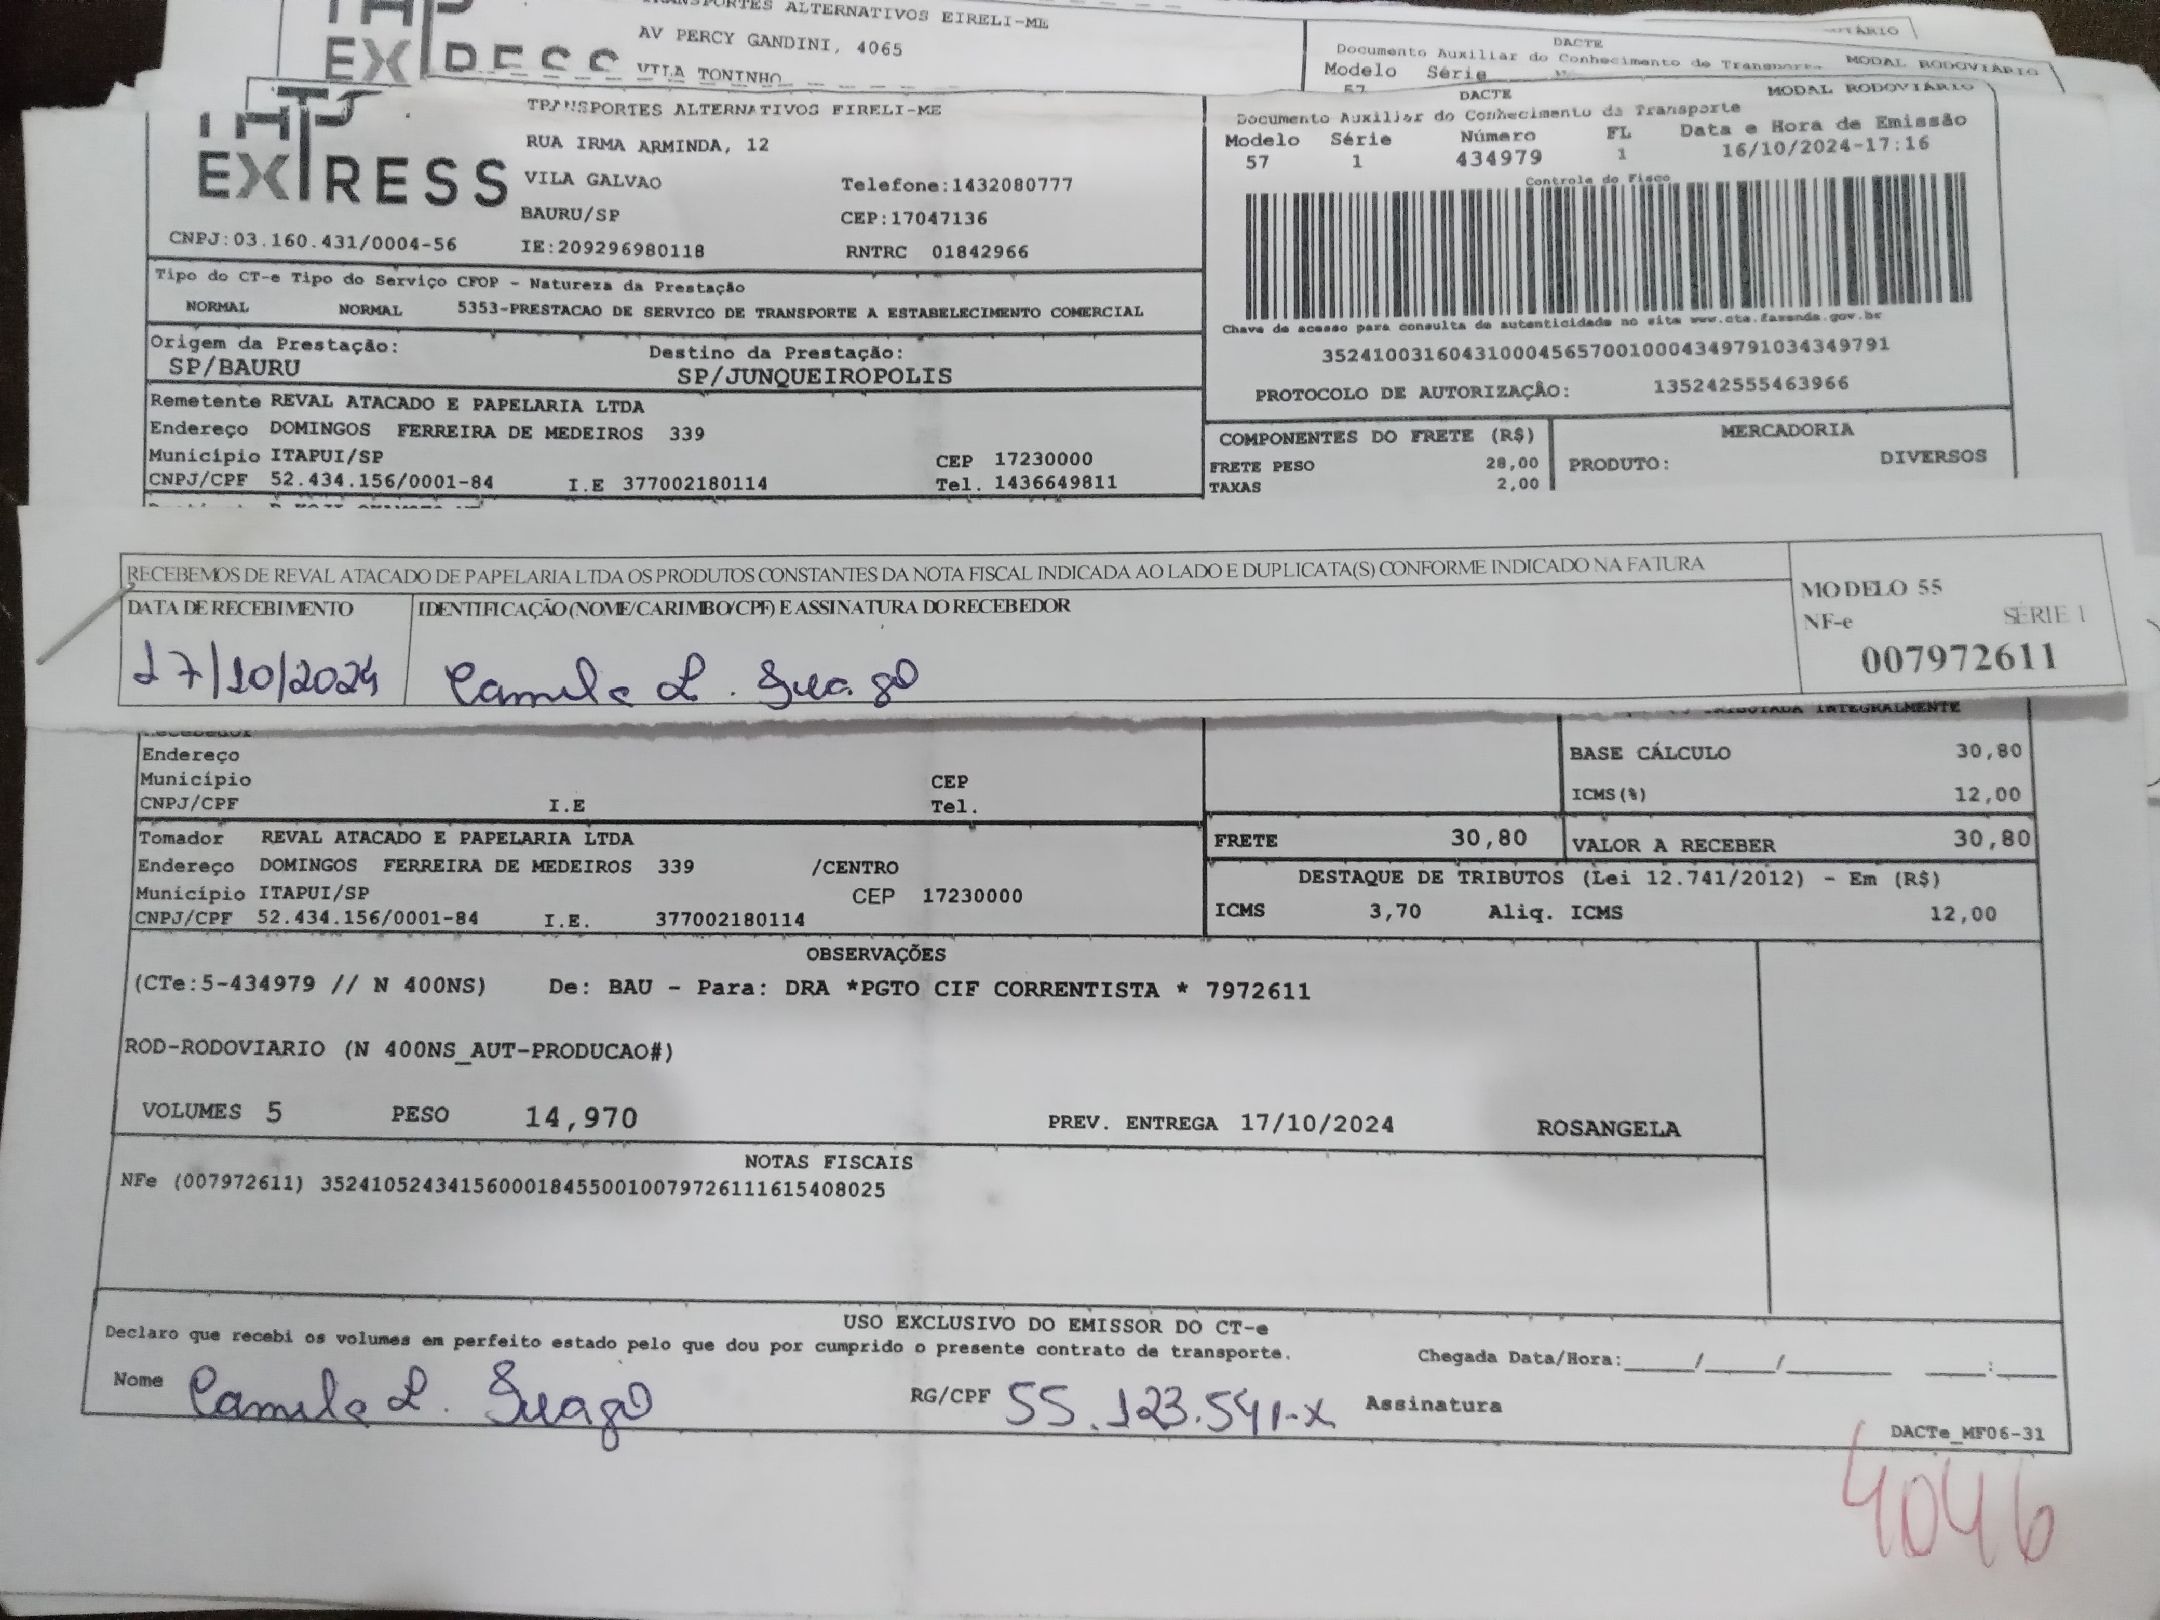 TRANSPORTES ALTERNATIVOS EIRELI-ME
AV PERCY GANDINI, 4065
VILA TONINHO
EXPRESS
DACTE
Documento Auxiliar do Conhecimento de Transporte MODAL RODOVIÁRIO
Modelo Série
57
TRANSPORTES ALTERNATIVOS EIRELI-ME
RUA IRMA ARMINDA, 12
VILA GALVAO Telefone:1432080777
BAURU/SP CEP:17047136
CNPJ:03.160.431/0004-56 IE:209296980118 RNTRC 01842966
EXPRESS
DACTE MODAL RODOVIÁRIO
Documento Auxiliar do Conhecimento de Transporte
Modelo Série Número FL Data e Hora de Emissão
57 1 434979 1 16/10/2024-17:16
Controle do Fisco
Chave de acesso para consulta de autenticidade no site www.cte.fazenda.gov.br
35241003160431000456570010004349791034349791
PROTOCOLO DE AUTORIZAÇÃO: 135242555463966
Tipo do CT-e Tipo do Serviço CFOP - Natureza da Prestação
NORMAL NORMAL 5353-PRESTACAO DE SERVICO DE TRANSPORTE A ESTABELECIMENTO COMERCIAL
Origem da Prestação: Destino da Prestação:
SP/BAURU SP/JUNQUEIROPOLIS
Remetente REVAL ATACADO E PAPELARIA LTDA
Endereço DOMINGOS FERREIRA DE MEDEIROS 339
Município ITAPUI/SP CEP 17230000
CNPJ/CPF 52.434.156/0001-84 I.E 377002180114 Tel. 1436649811
COMPONENTES DO FRETE (R$) MERCADORIA
FRETE PESO 28,00 PRODUTO: DIVERSOS
TAXAS 2,00
RECEBEMOS DE REVAL ATACADO DE PAPELARIA LTDA OS PRODUTOS CONSTANTES DA NOTA FISCAL INDICADA AO LADO E DUPLICATA(S) CONFORME INDICADO NA FATURA
DATA DE RECEBIMENTO IDENTIFICAÇÃO (NOME/CARIMBO/CPF) E ASSINATURA DO RECEBEDOR
17/10/2024 Camila L.
MODELO 55
NF-e SÉRIE 1
007972611
TRIBUTADA INTEGRALMENTE
Recebedor
Endereço
Município CEP
CNPJ/CPF I.E Tel.
BASE CÁLCULO 30,80
ICMS(%) 12,00
Tomador REVAL ATACADO E PAPELARIA LTDA
Endereço DOMINGOS FERREIRA DE MEDEIROS 339 /CENTRO
Município ITAPUI/SP CEP 17230000
CNPJ/CPF 52.434.156/0001-84 I.E. 377002180114
FRETE 30,80 VALOR A RECEBER 30,80
DESTAQUE DE TRIBUTOS (Lei 12.741/2012) - Em (R$)
ICMS 3,70 Aliq. ICMS 12,00
OBSERVAÇÕES
(CTe:5-434979 // N 400NS) De: BAU - Para: DRA *PGTO CIF CORRENTISTA * 7972611
ROD-RODOVIARIO (N 400NS_AUT-PRODUCAO#)
VOLUMES 5 PESO 14,970 PREV. ENTREGA 17/10/2024 ROSANGELA
NOTAS FISCAIS
NFe (007972611) 35241052434156000184550010079726111615408025
USO EXCLUSIVO DO EMISSOR DO CT-e
Declaro que recebi os volumes em perfeito estado pelo que dou por cumprido o presente contrato de transporte. Chegada Data/Hora:_____/_____/_______ ____:____
Nome Camila L. RG/CPF 55.123.541-x Assinatura
DACTe_MF06-31
4046